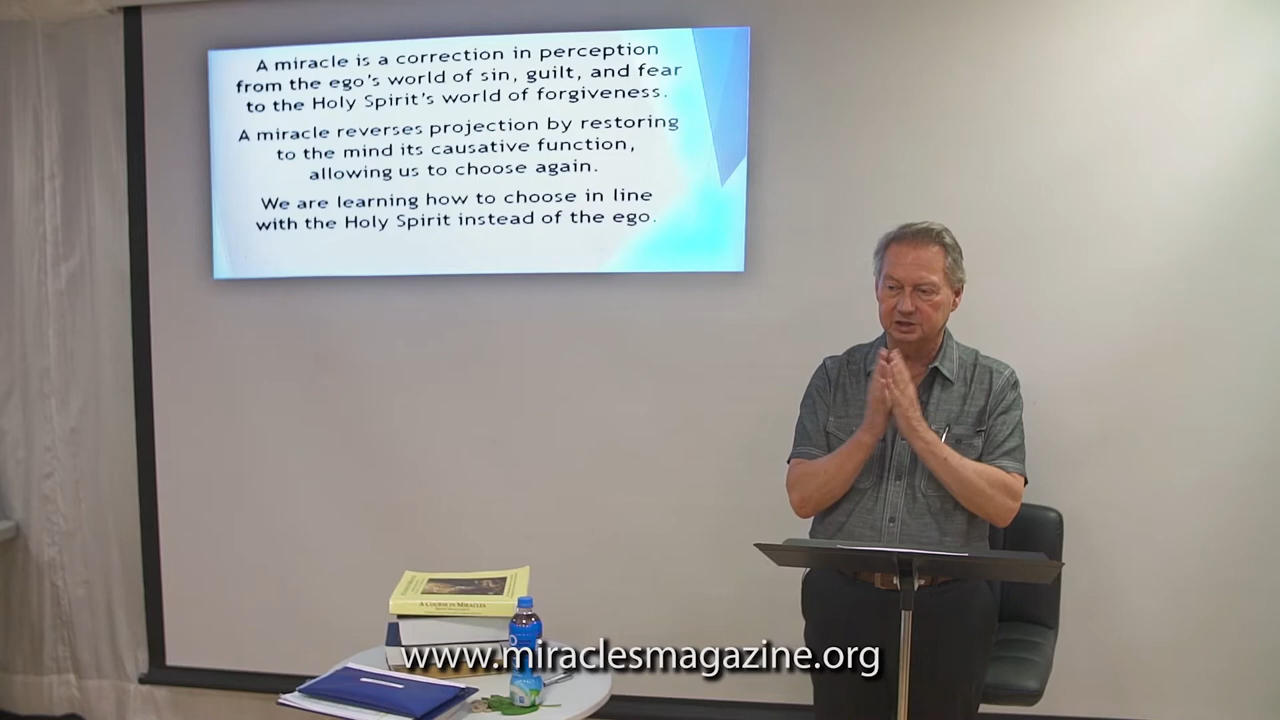 A miracle is a correction in perception
from the ego's world of sin, guilt, and fear
to the Holy Spirit's world of forgiveness.
A miracle reverses projection by restoring
to the mind its causative function,
allowing us to choose again.
We are learning how to choose in line
with the Holy Spirit instead of the ego.
A COURSE IN MIRACLES
www.miraclesmagazine.org